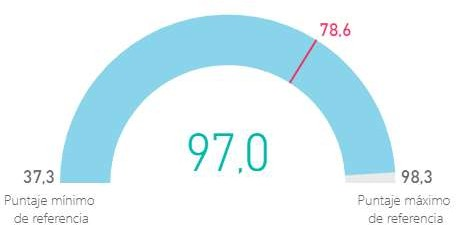 78,6
97,0
37,3
Puntaje mínimo
de referencia
98,3
Puntaje máximo
de referencia